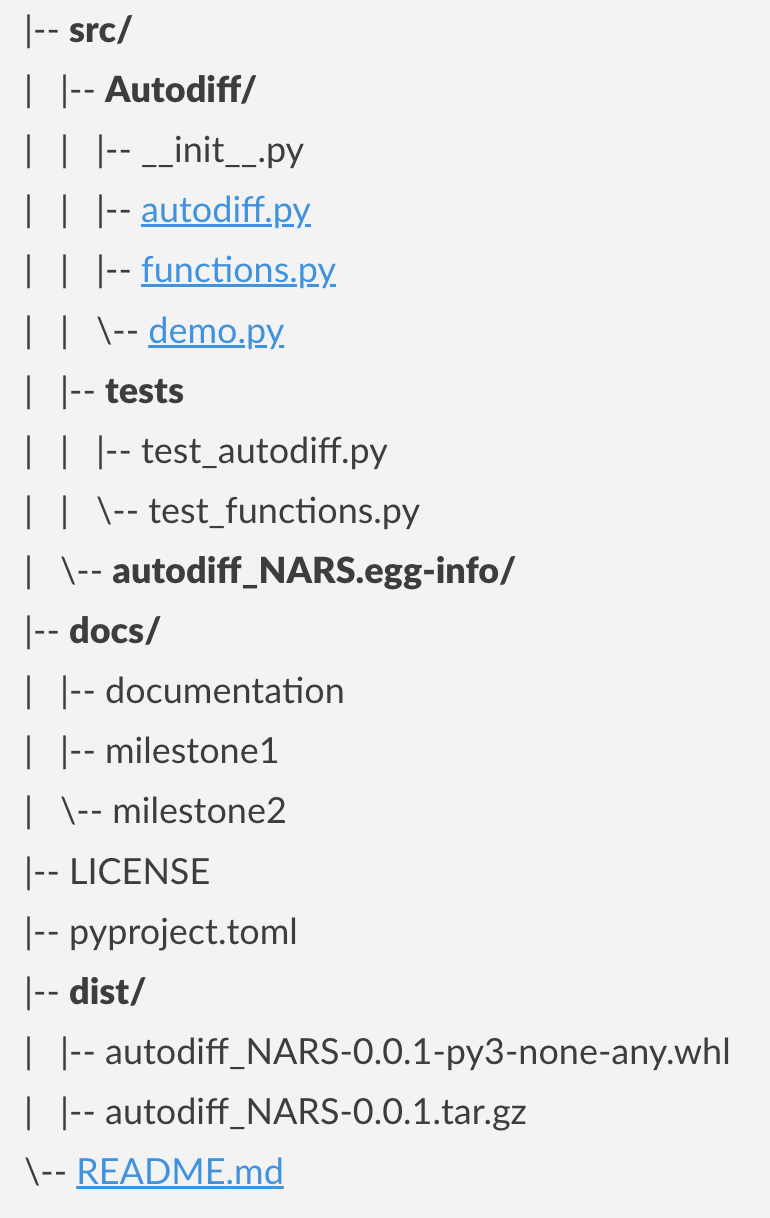 |-- src/
|   |-- Autodiff/
|   |   |-- __init__.py
|   |   |-- autodiff.py
|   |   |-- functions.py
|   |   \-- demo.py
|   |-- tests
|   |   |-- test_autodiff.py
|   |   \-- test_functions.py
|   \-- autodiff_NARS.egg-info/
|-- docs/
|   |-- documentation
|   |-- milestone1
|   \-- milestone2
|-- LICENSE
|-- pyproject.toml
|-- dist/
|   |-- autodiff_NARS-0.0.1-py3-none-any.whl
|   |-- autodiff_NARS-0.0.1.tar.gz
\-- README.md